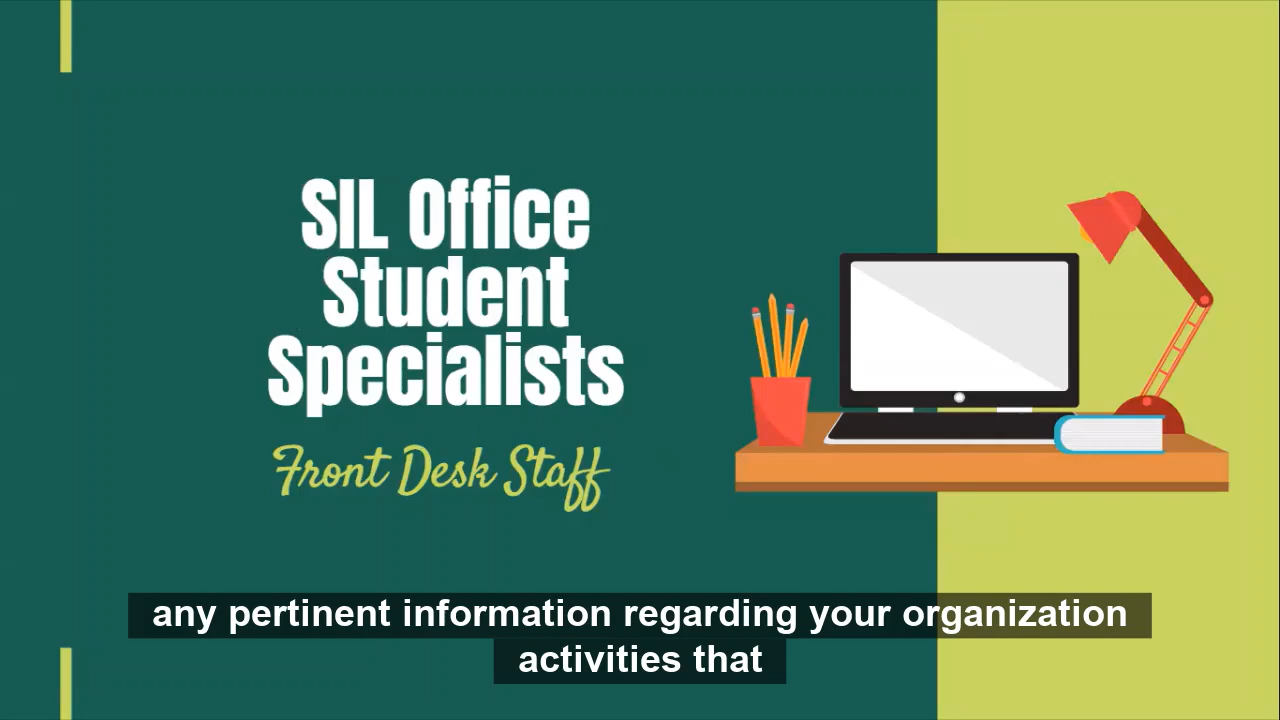 SIL Office
Student
Specialists
Front Desk Staff
any pertinent information regarding your organization
activities that